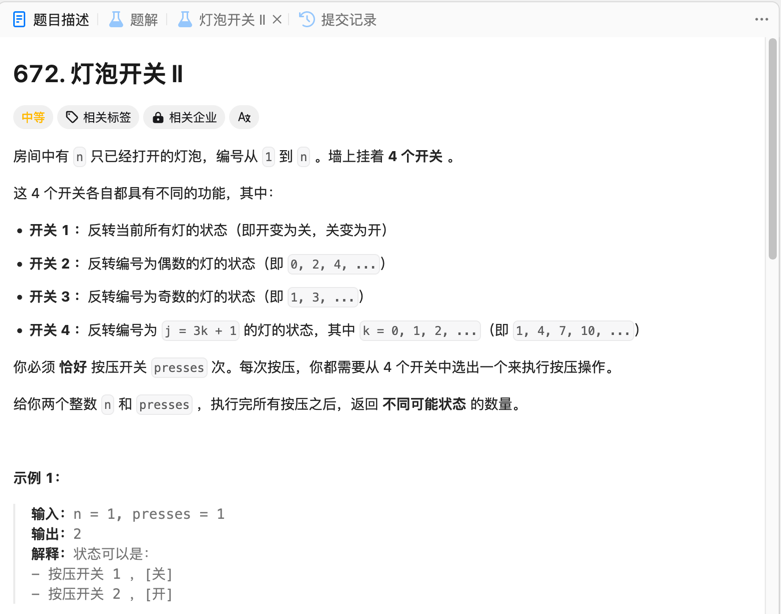 题目描述 题解 灯泡开关 II × 提交记录 ...
672. 灯泡开关 II
中等 相关标签 相关企业 Aʐ
房间中有 n 只已经打开的灯泡，编号从 1 到 n 。墙上挂着 4 个开关 。
这 4 个开关各自都具有不同的功能，其中：
• 开关 1 ：反转当前所有灯的状态（即开变为关，关变为开）
• 开关 2 ：反转编号为偶数的灯的状态（即 0, 2, 4, ...）
• 开关 3 ：反转编号为奇数的灯的状态（即 1, 3, ...）
• 开关 4 ：反转编号为 j = 3k + 1 的灯的状态，其中 k = 0, 1, 2, ...（即 1, 4, 7, 10, ...）
你必须 恰好 按压开关 presses 次。每次按压，你都需要从 4 个开关中选出一个来执行按压操作。
给你两个整数 n 和 presses ，执行完所有按压之后，返回 不同可能状态 的数量。
示例 1：
输入：n = 1, presses = 1
输出：2
解释：状态可以是：
- 按压开关 1 ，[关]
- 按压开关 2 ，[开]